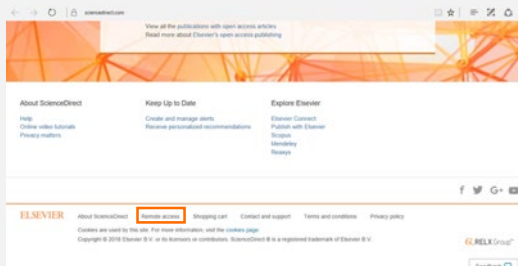 sciencedirect.com
View all the publications with open access articles
Read more about Elsevier's open access publishing
About ScienceDirect
Keep Up to Date
Explore Elsevier
Help
Create and manage alerts
Elsevier Connect
Online video tutorials
Receive personalized recommendations
Publish with Elsevier
Privacy matters
Scopus
Mendeley
Reaxys
ELSEVIER
About ScienceDirect Remote access Shopping cart Contact and support Terms and conditions Privacy policy
Cookies are used by this site. For more information, visit the cookies page.
Copyright © 2016 Elsevier B.V. or its licensors or contributors. ScienceDirect ® is a registered trademark of Elsevier B.V.
RELX Group™
Feedback